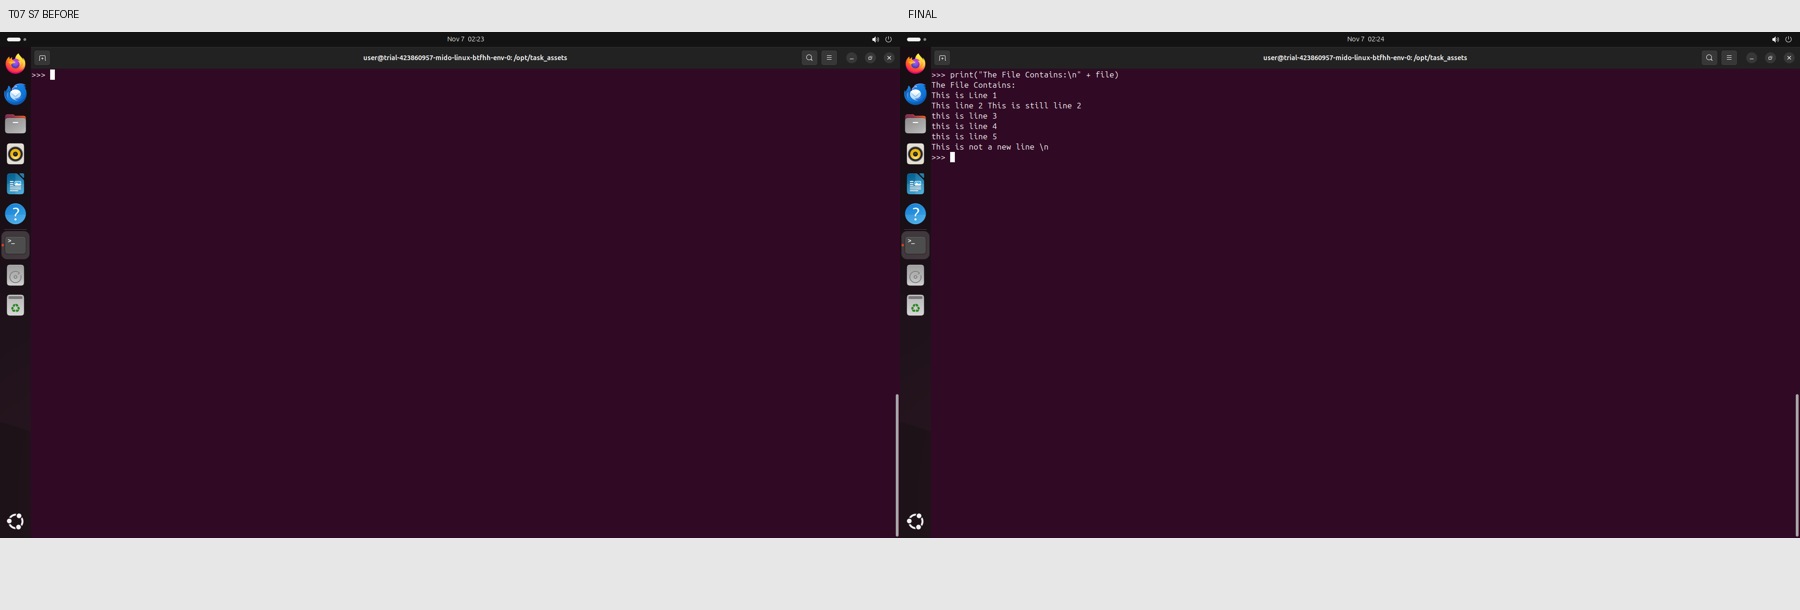 T07 S7 BEFORE
FINAL
Nov 7 02:23
user@trial-423860957-mido-linux-btfhh-env-0: /opt/task_assets
>>>
Nov 7 02:24
user@trial-423860957-mido-linux-btfhh-env-0: /opt/task_assets
>>> print("The File Contains:\n" + file)
The File Contains:
This is Line 1
This line 2 This is still line 2
this is line 3
this is line 4
this is line 5
This is not a new line \n
>>>